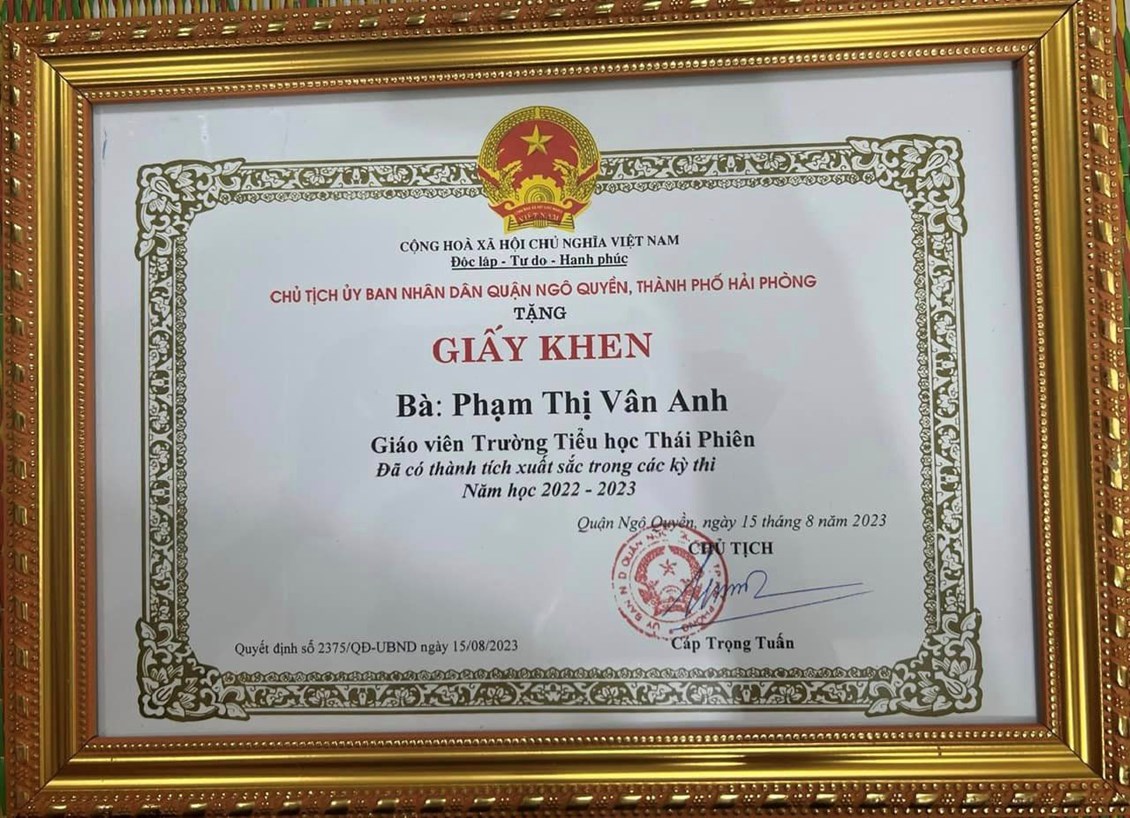 VIỆT NAM
CỘNG HOÀ XÃ HỘI CHỦ NGHĨA VIỆT NAM
Độc lập - Tự do - Hạnh phúc
CHỦ TỊCH ỦY BAN NHÂN DÂN QUẬN NGÔ QUYỀN, THÀNH PHỐ HẢI PHÒNG
TẶNG
GIẤY KHEN
Bà: Phạm Thị Vân Anh
Giáo viên Trường Tiểu học Thái Phiên
Đã có thành tích xuất sắc trong các kỳ thi
Năm học 2022 - 2023
Quận Ngô Quyền, ngày 15 tháng 8 năm 2023
CHỦ TỊCH
Cáp Trọng Tuấn
Quyết định số 2375/QĐ-UBND ngày 15/08/2023